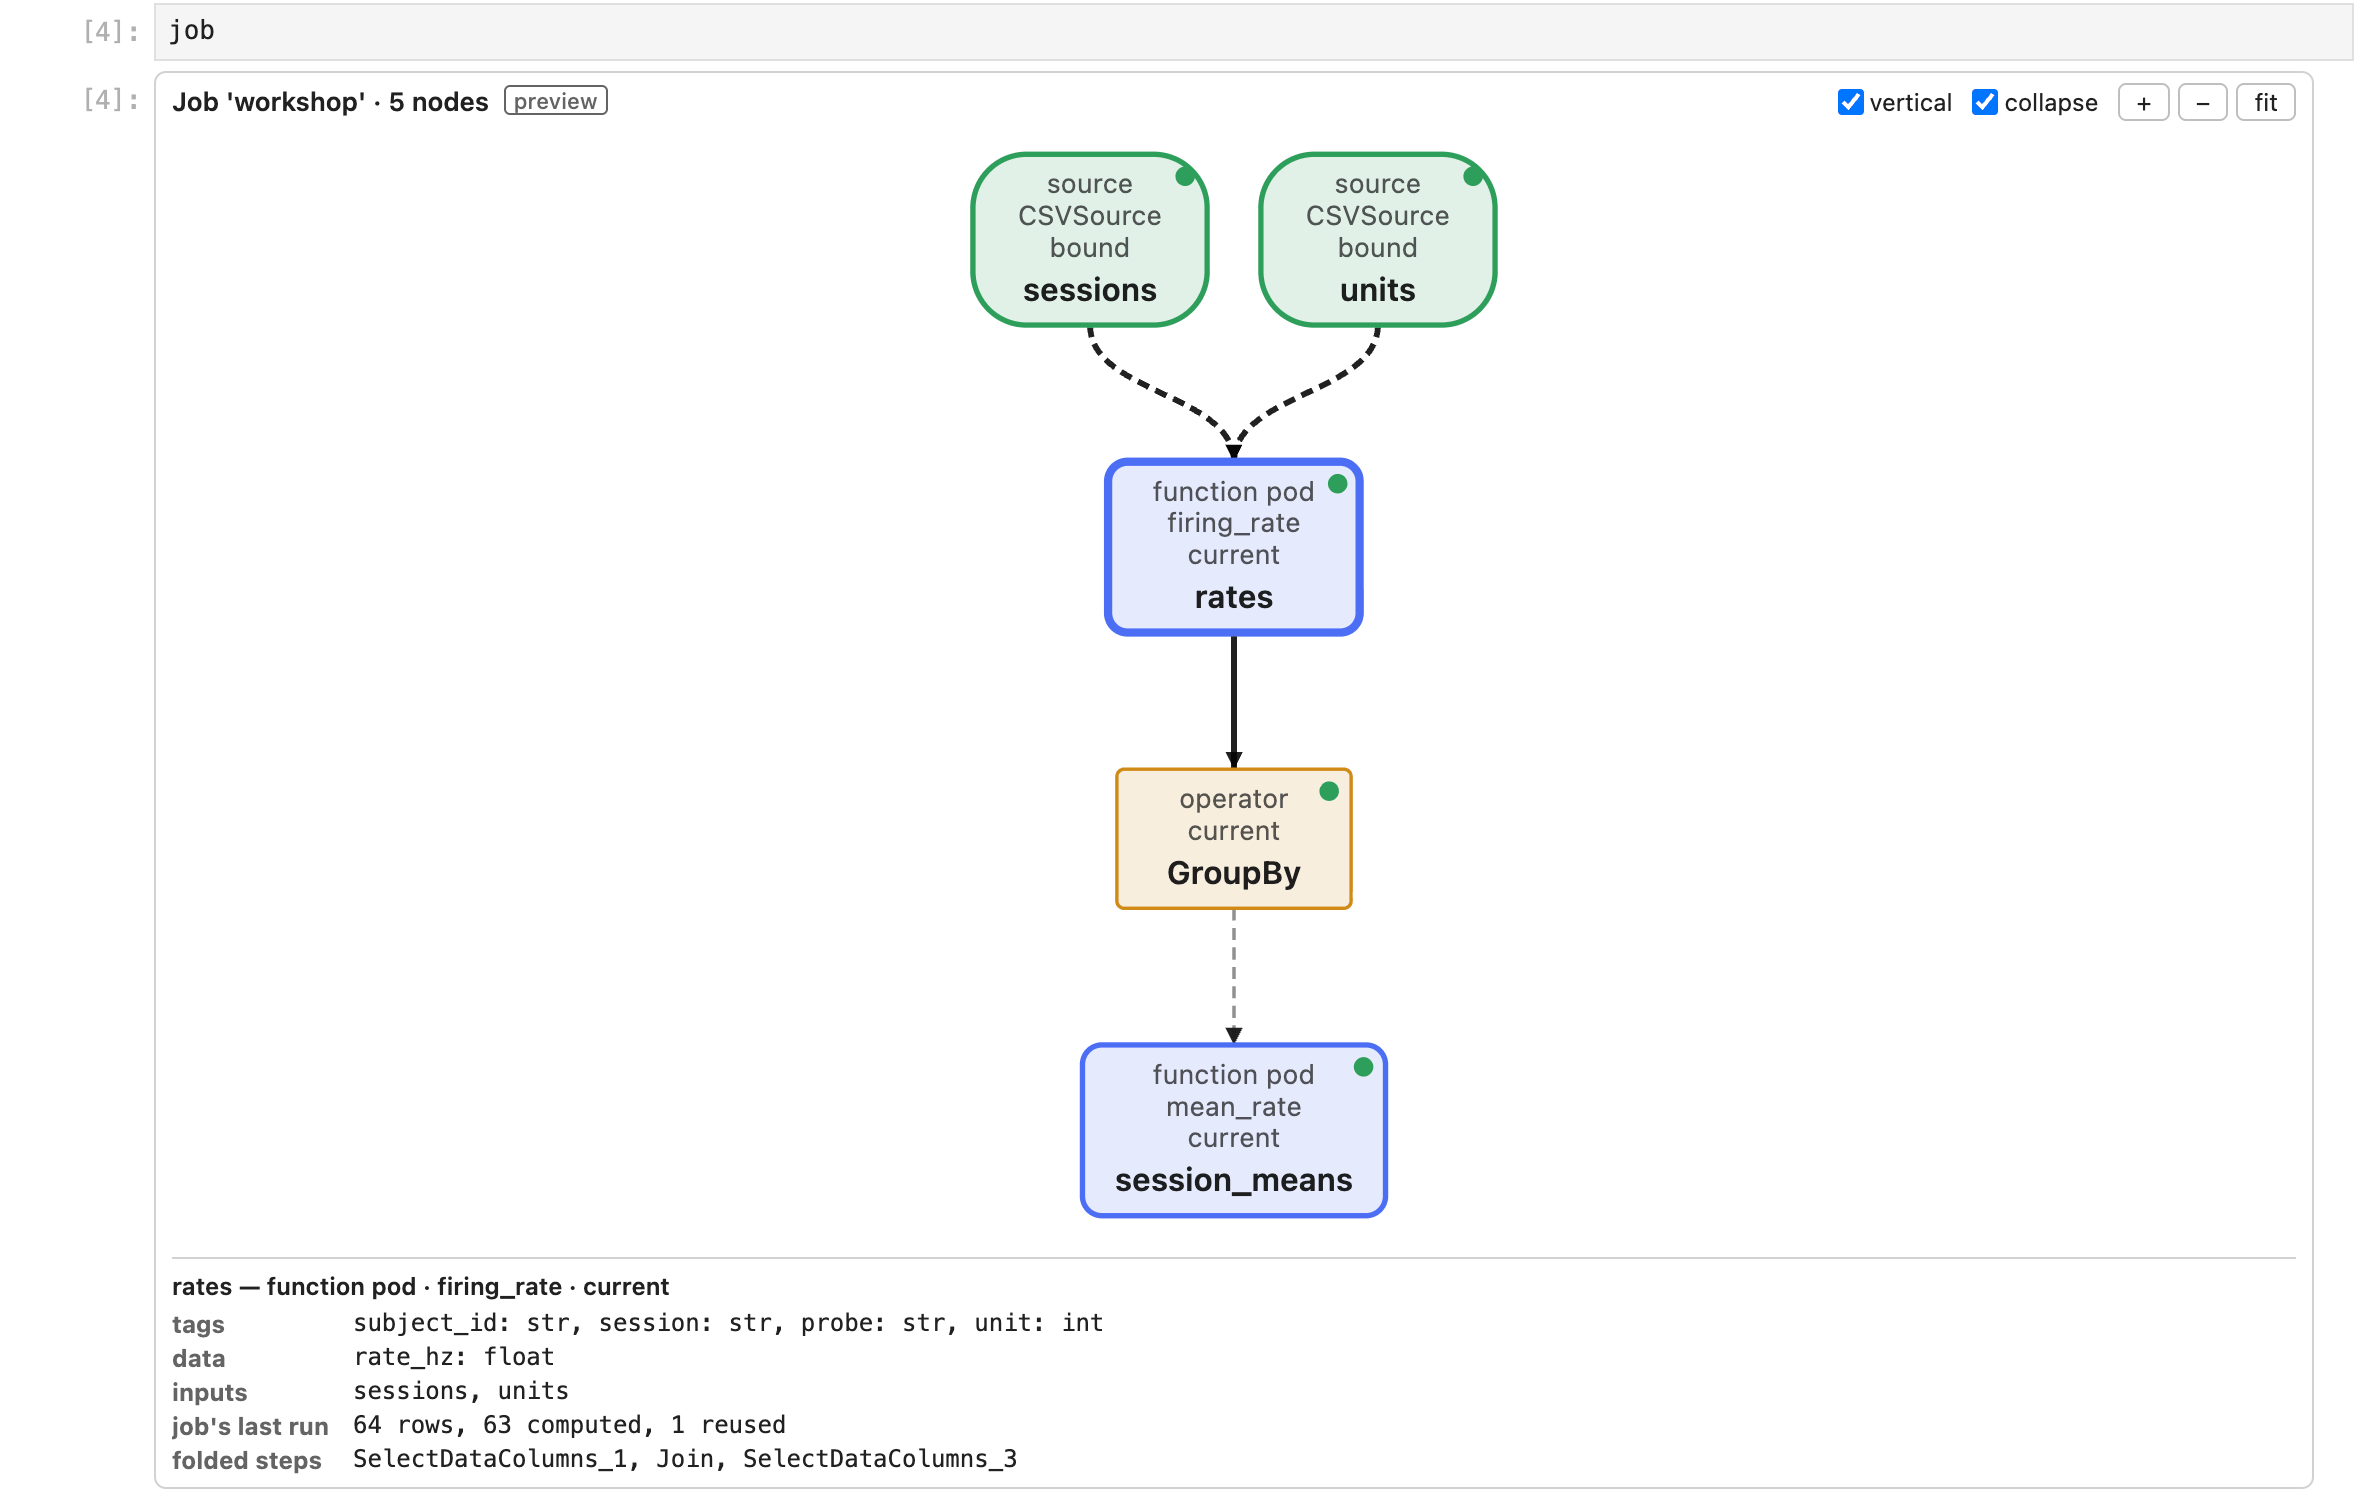 [4]: job
[4]: Job 'workshop' · 5 nodes preview vertical collapse + − fit
source
CSVSource
bound
sessions
source
CSVSource
bound
units
function pod
firing_rate
current
rates
operator
current
GroupBy
function pod
mean_rate
current
session_means
rates — function pod · firing_rate · current
tags subject_id: str, session: str, probe: str, unit: int
data rate_hz: float
inputs sessions, units
job's last run 64 rows, 63 computed, 1 reused
folded steps SelectDataColumns_1, Join, SelectDataColumns_3